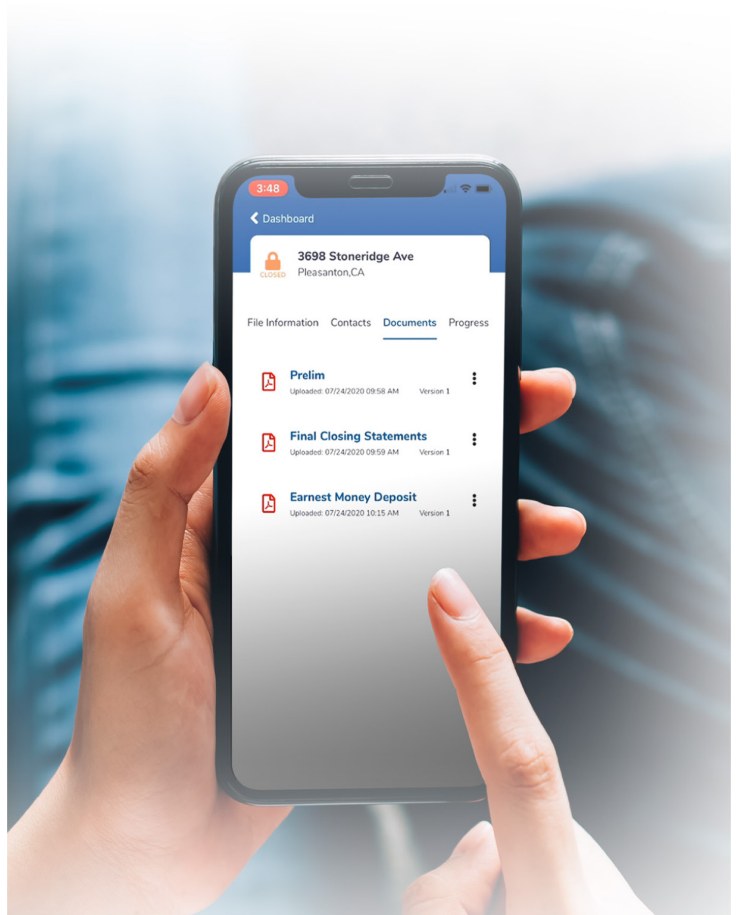 3:48
Dashboard
3698 Stoneridge Ave
CLOSED
Pleasanton,CA
File Information Contacts Documents Progress
Prelim
Uploaded: 07/24/2020 09:58 AM Version 1
Final Closing Statements
Uploaded: 07/24/2020 09:59 AM Version 1
Earnest Money Deposit
Uploaded: 07/24/2020 10:15 AM Version 1